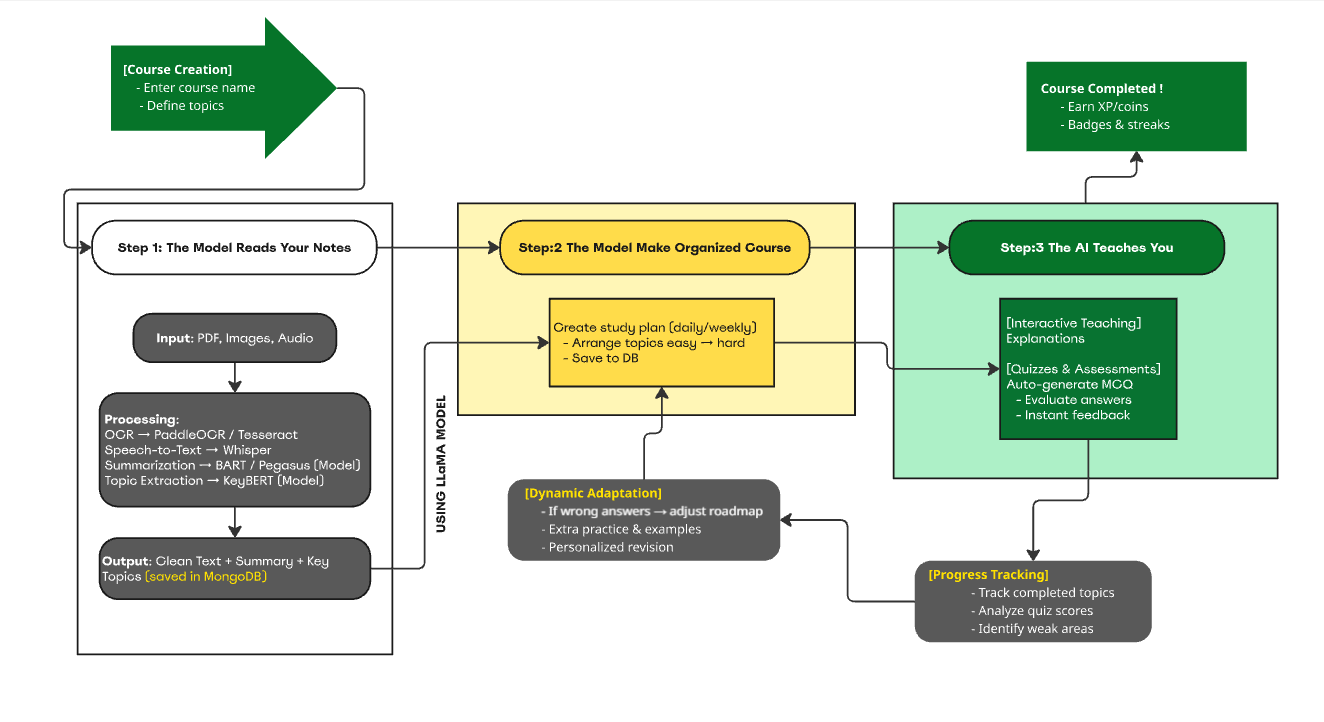 [Course Creation]
- Enter course name
- Define topics
Course Completed !
- Earn XP/coins
- Badges & streaks
Step 1: The Model Reads Your Notes
Step:2 The Model Make Organized Course
Step:3 The AI Teaches You
Input: PDF, Images, Audio
Processing:
OCR → PaddleOCR / Tesseract
Speech-to-Text → Whisper
Summarization → BART / Pegasus (Model)
Topic Extraction → KeyBERT (Model)
Output: Clean Text + Summary + Key
Topics (saved in MongoDB)
USING LLaMA MODEL
Create study plan (daily/weekly)
- Arrange topics easy → hard
- Save to DB
[Interactive Teaching]
Explanations
[Quizzes & Assessments]
Auto-generate MCQ
- Evaluate answers
- Instant feedback
[Dynamic Adaptation]
- If wrong answers → adjust roadmap
- Extra practice & examples
- Personalized revision
[Progress Tracking]
- Track completed topics
- Analyze quiz scores
- Identify weak areas